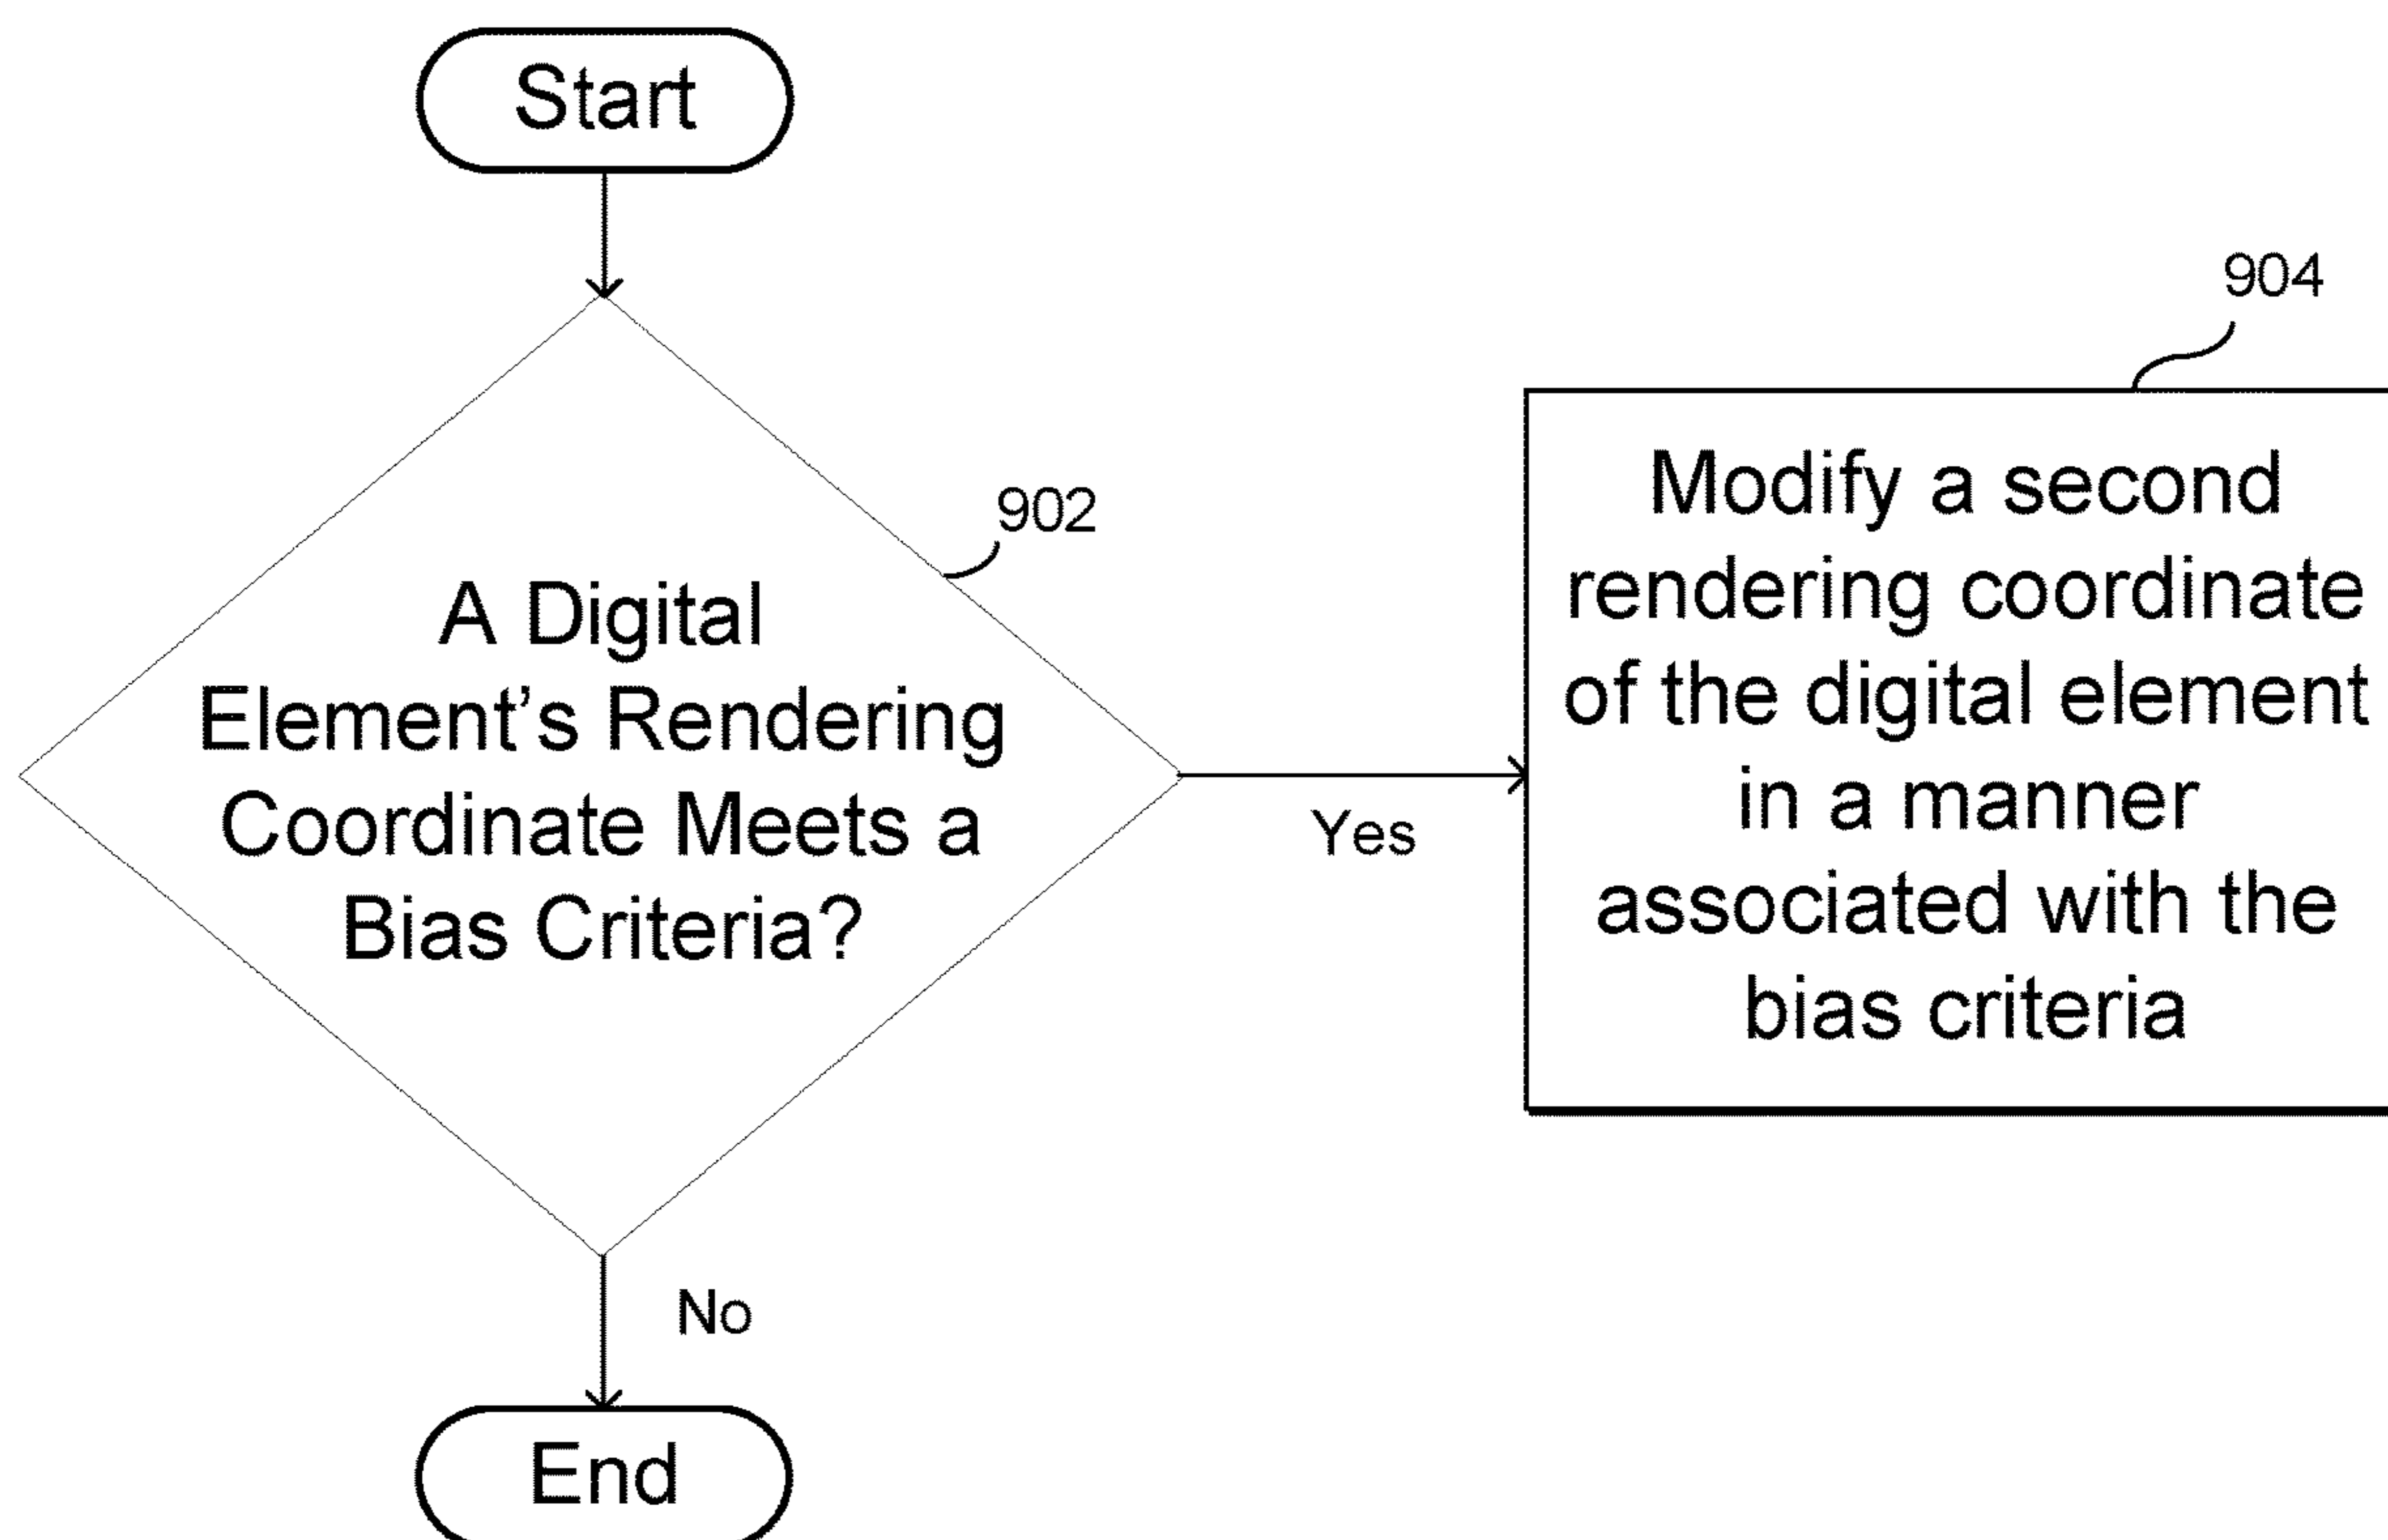 Start
902
A Digital
Element’s Rendering
Coordinate Meets a
Bias Criteria?
Yes
904
Modify a second
rendering coordinate
of the digital element
in a manner
associated with the
bias criteria
No
End